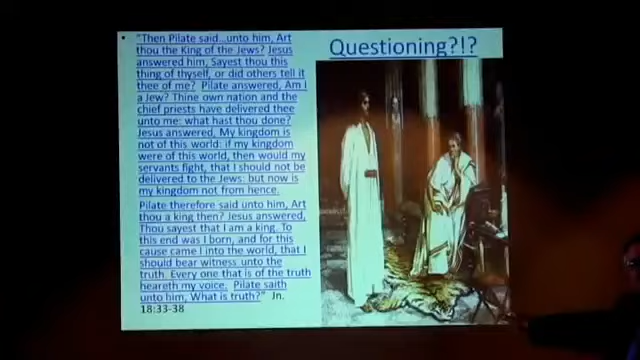 Questioning?!?
• "Then Pilate said...unto him, Art
thou the King of the Jews? Jesus
answered him, Sayest thou this
thing of thyself, or did others tell it
thee of me? Pilate answered, Am I
a Jew? Thine own nation and the
chief priests have delivered thee
unto me: what hast thou done?
Jesus answered, My kingdom is
not of this world: if my kingdom
were of this world, then would my
servants fight, that I should not be
delivered to the Jews: but now is
my kingdom not from hence.
Pilate therefore said unto him, Art
thou a king then? Jesus answered,
Thou sayest that I am a king. To
this end was I born, and for this
cause came I into the world, that I
should bear witness unto the
truth. Every one that is of the truth
heareth my voice. Pilate saith
unto him, What is truth?" Jn.
18:33-38